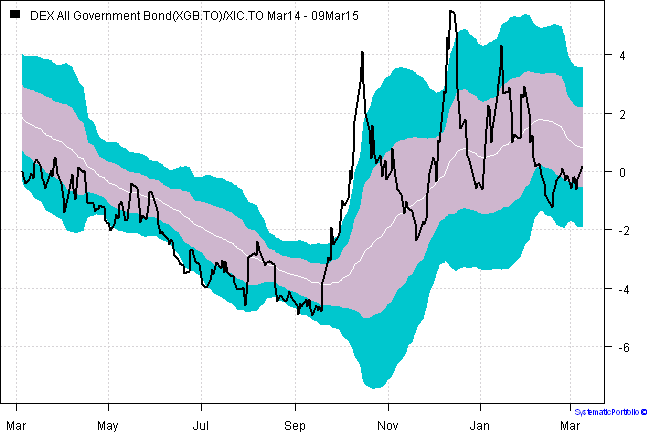 DEX All Government Bond(XGB.TO)/XIC.TO Mar14 - 09Mar15
4
2
0
-2
-4
-6
Mar May Jul Sep Nov Jan Mar
SystematicPortfolio ©